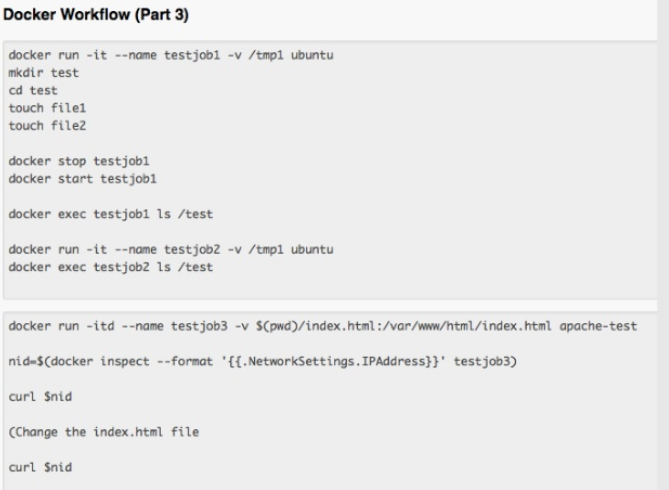 Docker Workflow (Part 3)
docker run -it --name testjob1 -v /tmp1 ubuntu
mkdir test
cd test
touch file1
touch file2
docker stop testjob1
docker start testjob1
docker exec testjob1 ls /test
docker run -it --name testjob2 -v /tmp1 ubuntu
docker exec testjob2 ls /test
docker run -itd --name testjob3 -v $(pwd)/index.html:/var/www/html/index.html apache-test
nid=$(docker inspect --format '{{.NetworkSettings.IPAddress}}' testjob3)
curl $nid
(Change the index.html file
curl $nid